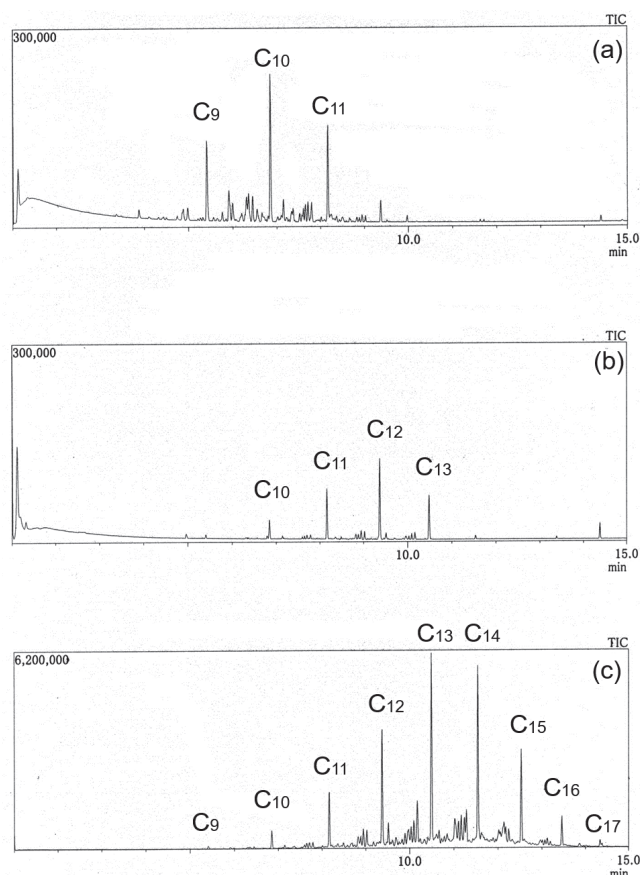 TIC
300,000
(a)
C10
C9
C11
10.0
15.0
min
TIC
300,000
(b)
C12
C11
C13
C10
10.0
15.0
min
C13 C14
TIC
6,200,000
(c)
C12
C15
C11
C10
C16
C9
C17
10.0
15.0
min